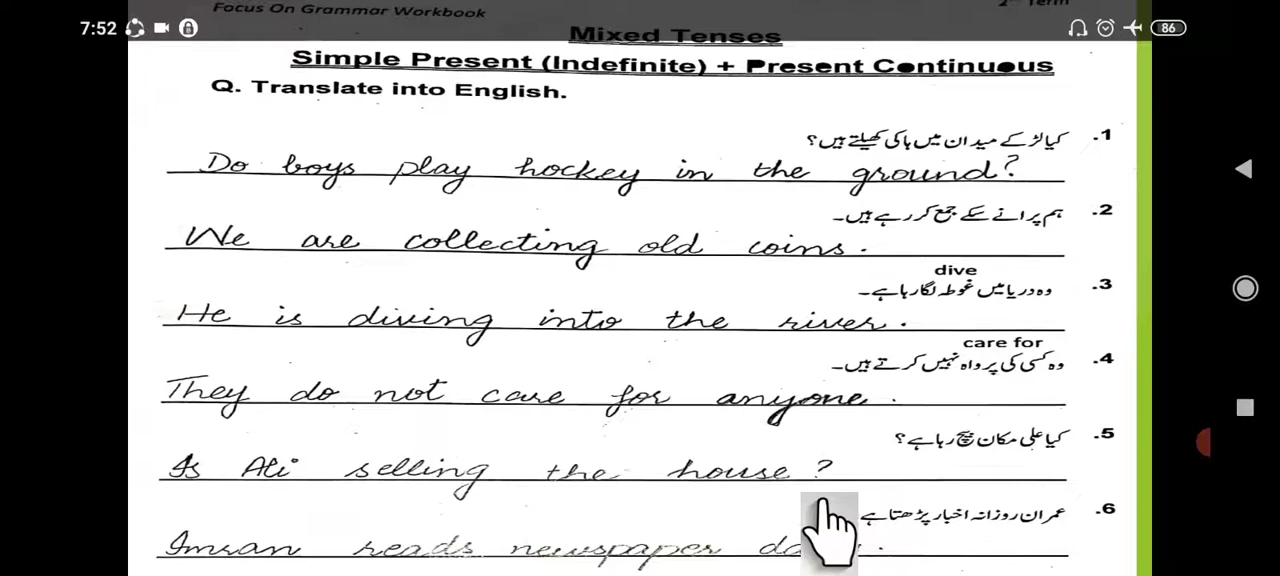 Focus On Grammar Workbook
Term
7:52
86
Mixed Tenses
Simple Present (Indefinite) + Present Continuous
Q. Translate into English.
.1 کیا لڑکے میدان میں ہاکی کھیلتے ہیں؟
Do boys play hockey in the ground?
.2 ہم پرانے سکے جمع کر رہے ہیں۔
We are collecting old coins.
dive
.3 وہ دریا میں غوطہ لگا رہا ہے۔
He is diving into the river.
care for
.4 وہ کسی کی پرواہ نہیں کرتے ہیں۔
They do not care for anyone.
.5 کیا علی مکان بیچ رہا ہے؟
Is Ali selling the house?
.6 عمران روزانہ اخبار پڑھتا ہے
Imran reads newspaper